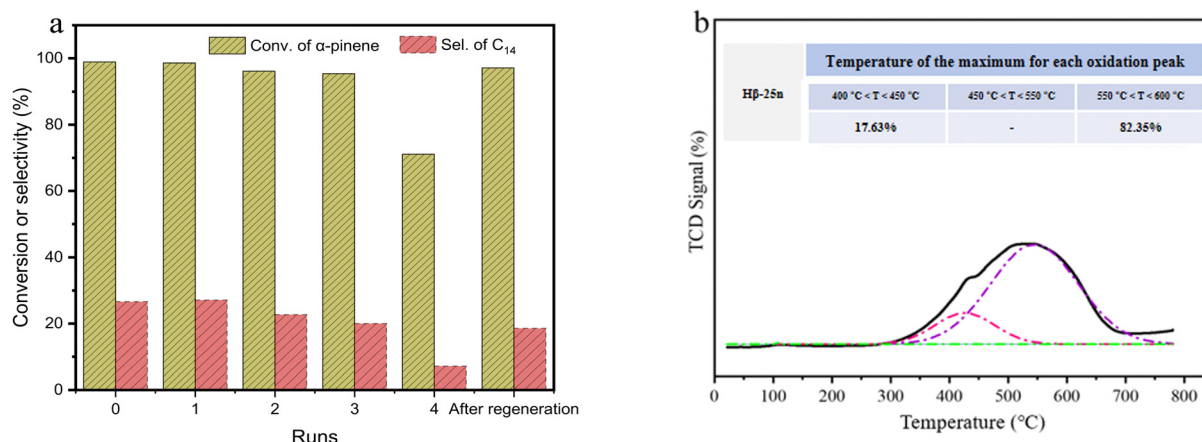 a
Conv. of α-pinene
Sel. of C14
Conversion or selectivity (%)
100
80
60
40
20
0
0 1 2 3 4 After regeneration
Runs
b
Temperature of the maximum for each oxidation peak
Hβ-25n
400 °C < T < 450 °C 450 °C < T < 550 °C 550 °C < T < 600 °C
17.63% - 82.35%
TCD Signal (%)
0 100 200 300 400 500 600 700 800
Temperature (°C)